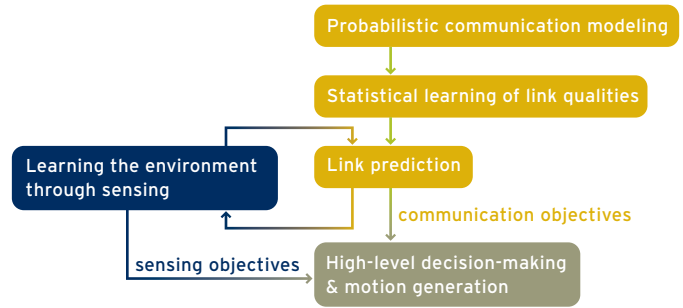 Probabilistic communication modeling
Statistical learning of link qualities
Learning the environment
through sensing
Link prediction
communication objectives
sensing objectives
High-level decision-making
& motion generation